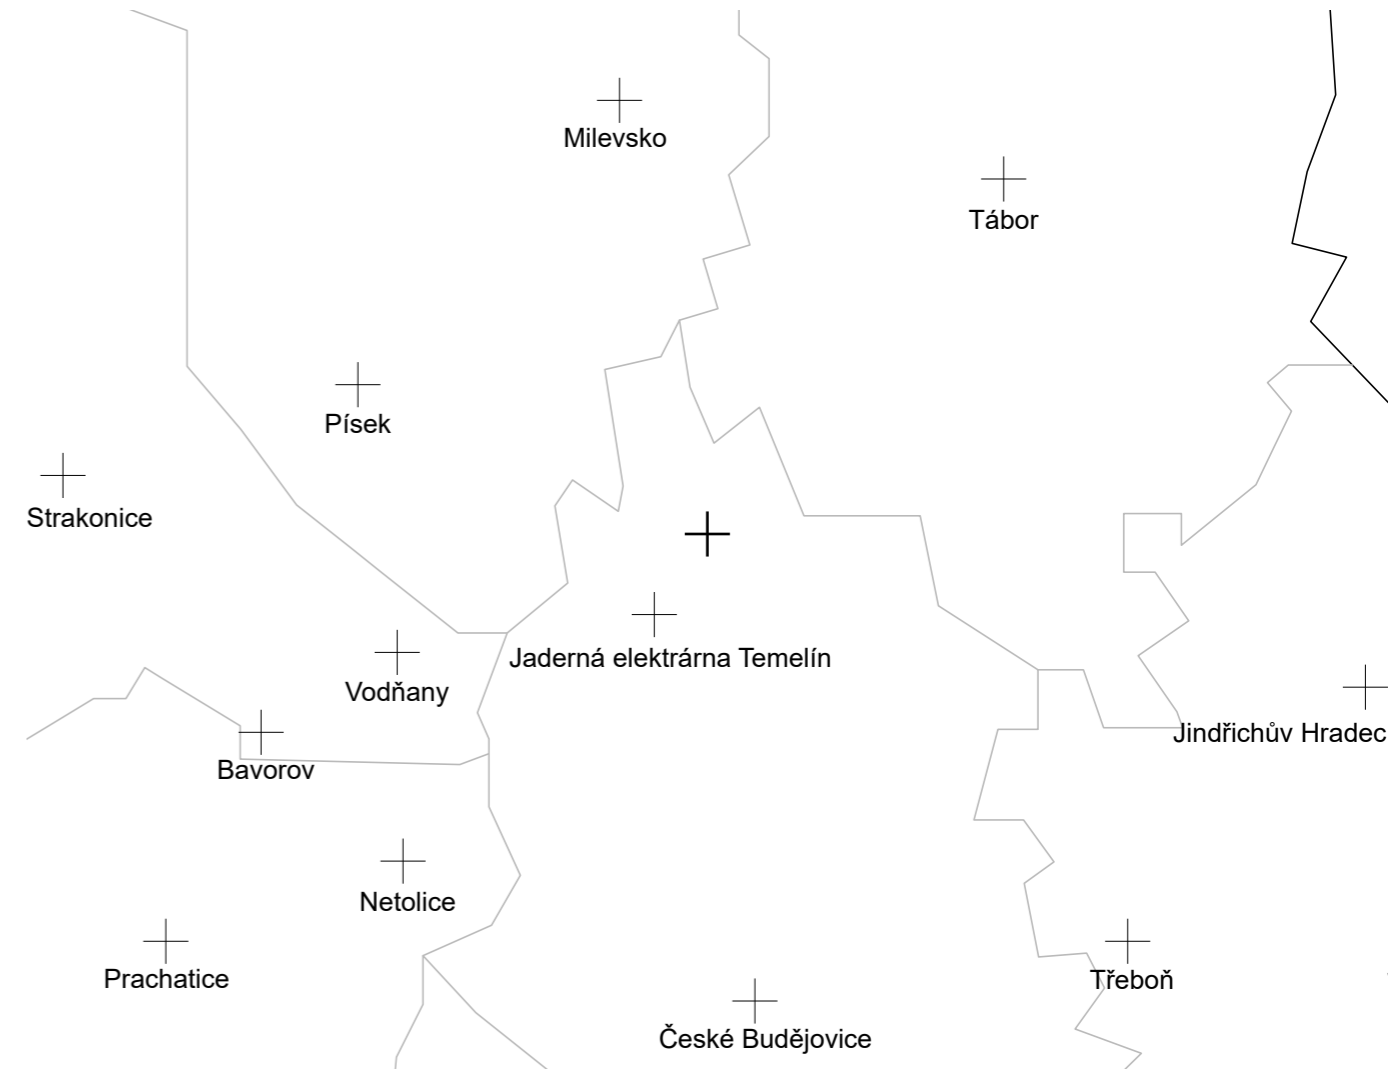 Milevsko
Tábor
Písek
Strakonice
Jaderná elektrárna Temelín
Vodňany
Jindřichův Hradec
Bavorov
Netolice
Prachatice
Třeboň
České Budějovice